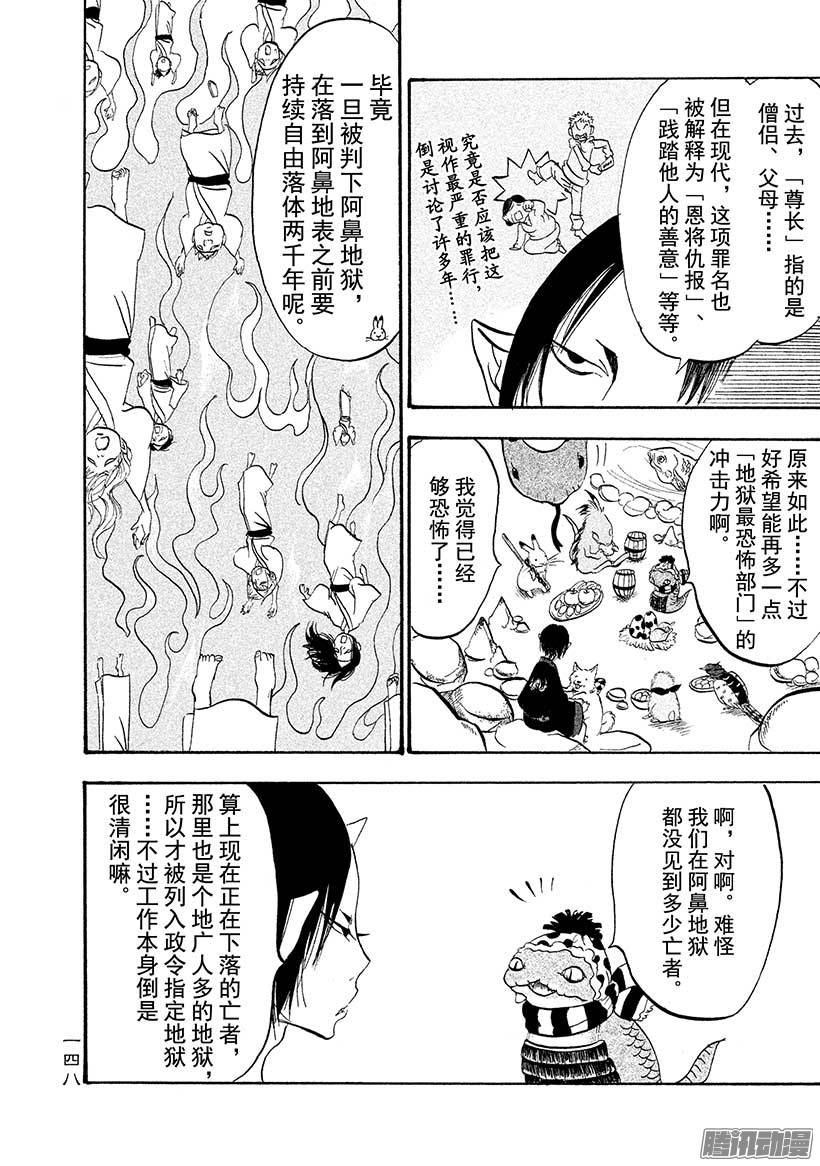 过去，「尊长」指的是
僧侣、父母……
但在现代，这项罪名也
被解释为「恩将仇报」、
「践踏他人的善意」等等。
究竟是否应该把这
视作最严重的罪行，
倒是讨论了许多年……
原来如此……不过
好希望能再多一点
「地狱最恐怖部门」的
冲击力啊。
我觉得已经
够恐怖了……
毕竟
一旦被判下阿鼻地狱，
在落到阿鼻地表之前要
持续自由落体两千年呢。
啊，对啊。难怪
我们在阿鼻地狱
都没见到多少亡者。
算上现在正在下落的亡者，
那里也是个地广人多的地狱，
所以才被列入政令指定地狱
……不过工作本身倒是
很清闲嘛。
一四八
腾讯动漫